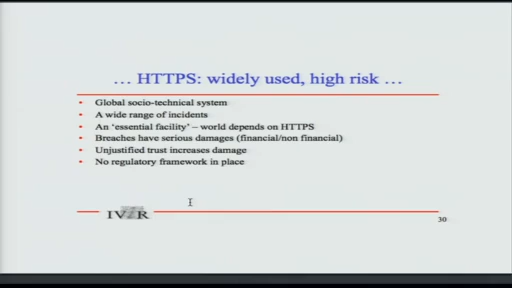 … HTTPS: widely used, high risk …
• Global socio-technical system
• A wide range of incidents
• An ‘essential facility’ – world depends on HTTPS
• Breaches have serious damages (financial/non financial)
• Unjustified trust increases damage
• No regulatory framework in place
IViR
30